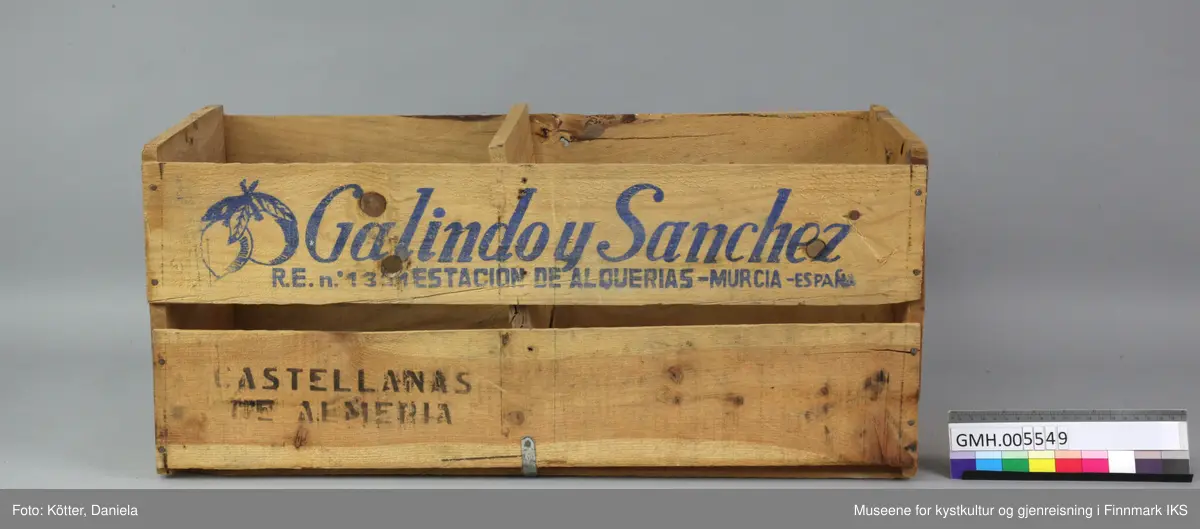 Galindo y Sanchez
R.E. n.° ESTACION DE ALQUERIAS - MURCIA - ESPAÑA
CASTELLANAS
DE ALMERIA
GMH.005549
Foto: Kötter, Daniela
Museene for kystkultur og gjenreisning i Finnmark IKS